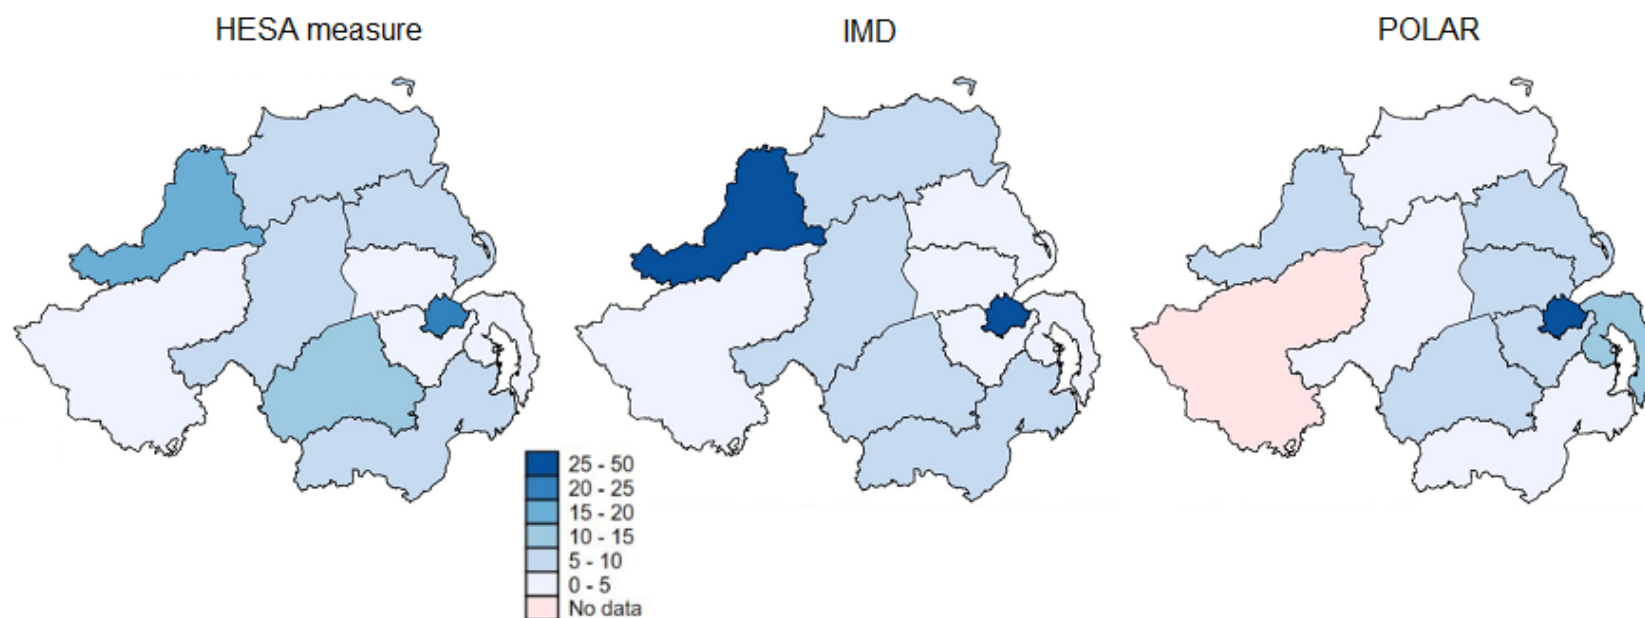 HESA measure
IMD
POLAR
25 - 50
20 - 25
15 - 20
10 - 15
5 - 10
0 - 5
No data